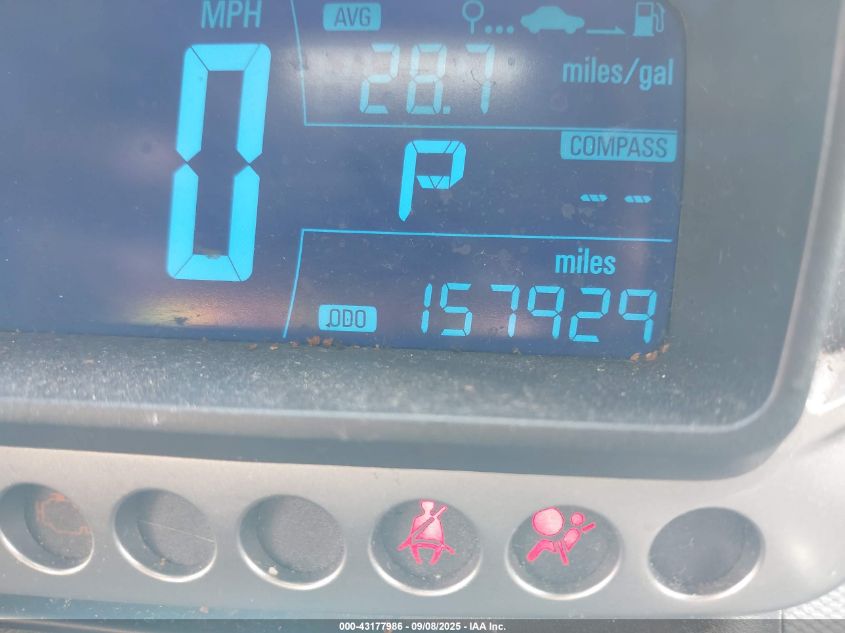 MPH
AVG
0
28.7
miles/gal
COMPASS
P
--
miles
ODO
157929
000-43177986 - 09/08/2025 - IAA Inc.